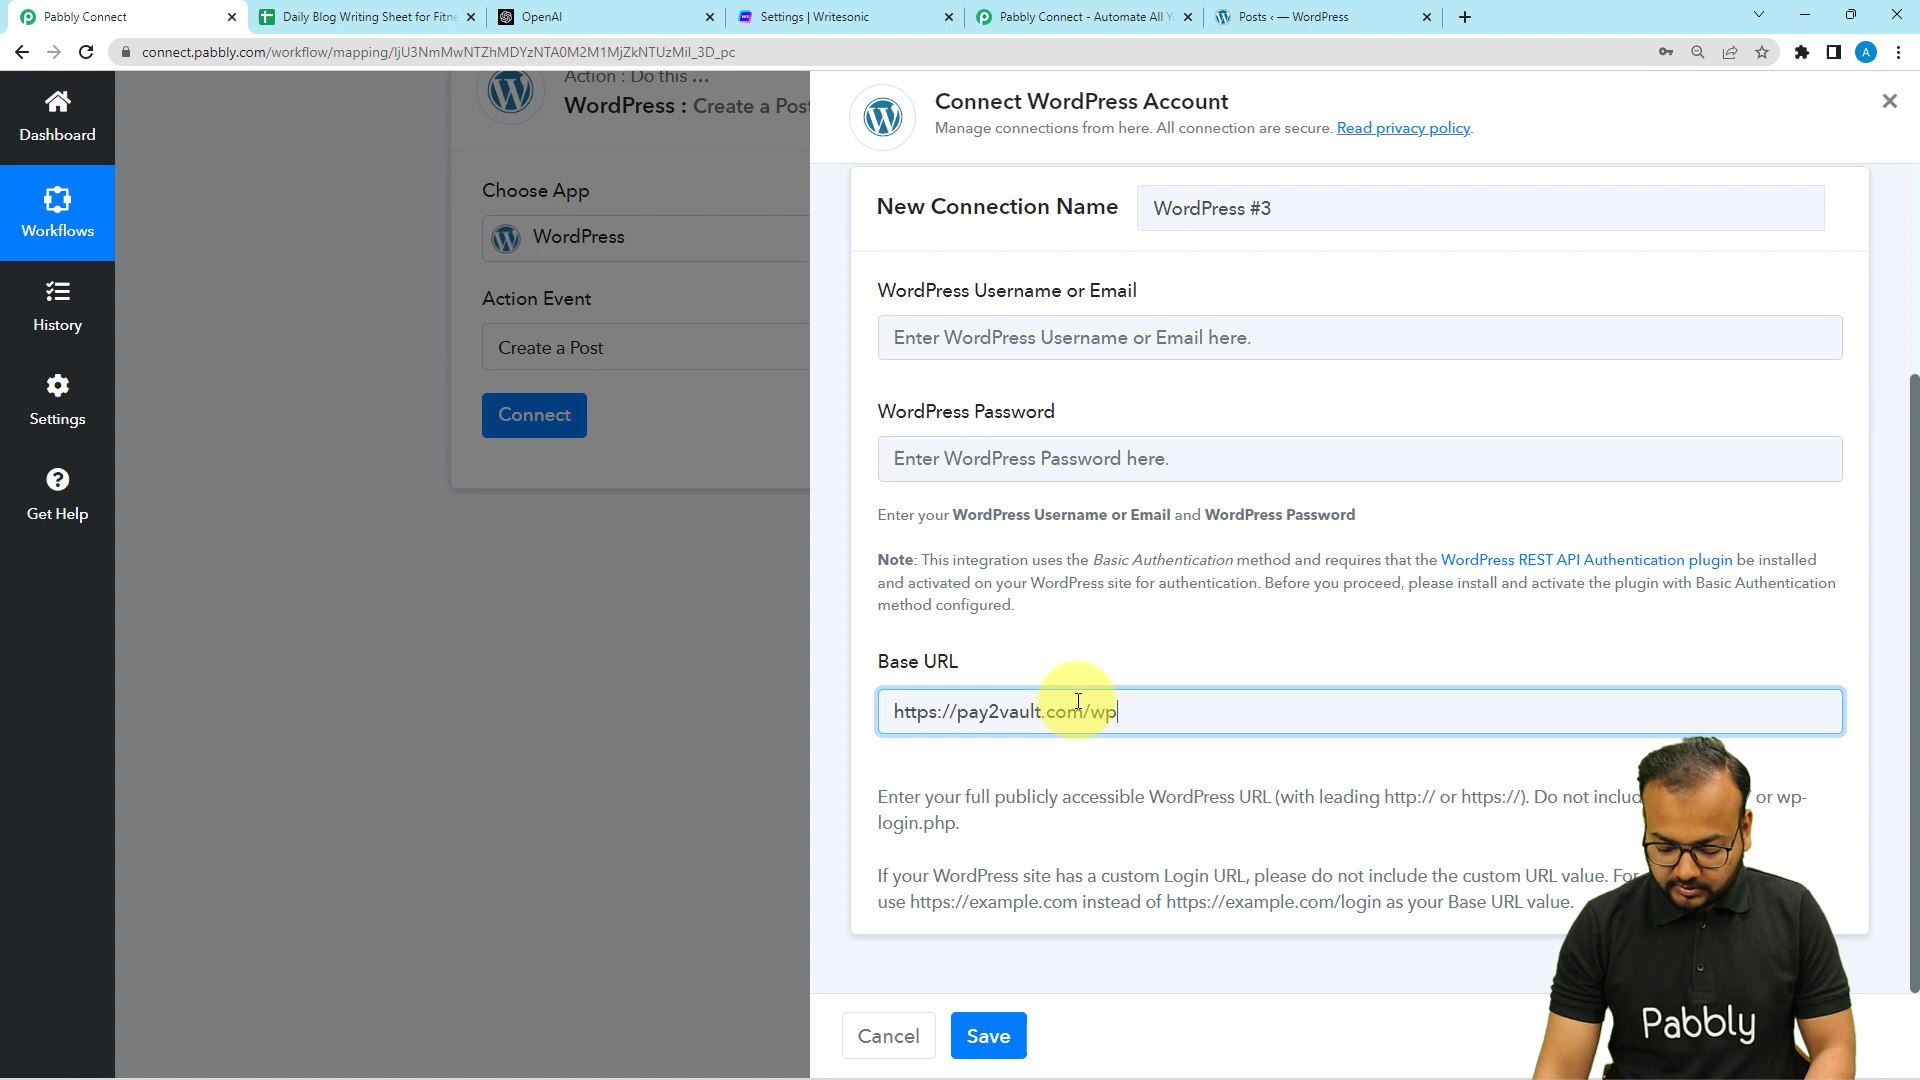 Pabbly Connect
Daily Blog Writing Sheet for Fitne
OpenAI
Settings | Writesonic
Pabbly Connect - Automate All Y
Posts ‹ — WordPress
connect.pabbly.com/workflow/mapping/IjU3NmMwNTZhMDYzNTA0M2M1MjZkNTUzMiI_3D_pc
A
Dashboard
Workflows
History
Settings
Get Help
Action : Do this ...
WordPress : Create a Post
Choose App
WordPress
Action Event
Create a Post
Connect
Connect WordPress Account
Manage connections from here. All connection are secure. Read privacy policy.
New Connection Name
WordPress #3
WordPress Username or Email
Enter WordPress Username or Email here.
WordPress Password
Enter WordPress Password here.
Enter your WordPress Username or Email and WordPress Password
Note: This integration uses the Basic Authentication method and requires that the WordPress REST API Authentication plugin be installed
and activated on your WordPress site for authentication. Before you proceed, please install and activate the plugin with Basic Authentication
method configured.
Base URL
https://pay2vault.com/wp
Enter your full publicly accessible WordPress URL (with leading http:// or https://). Do not includ or wp-
login.php.
If your WordPress site has a custom Login URL, please do not include the custom URL value. For
use https://example.com instead of https://example.com/login as your Base URL value.
Cancel
Save
Pabbly